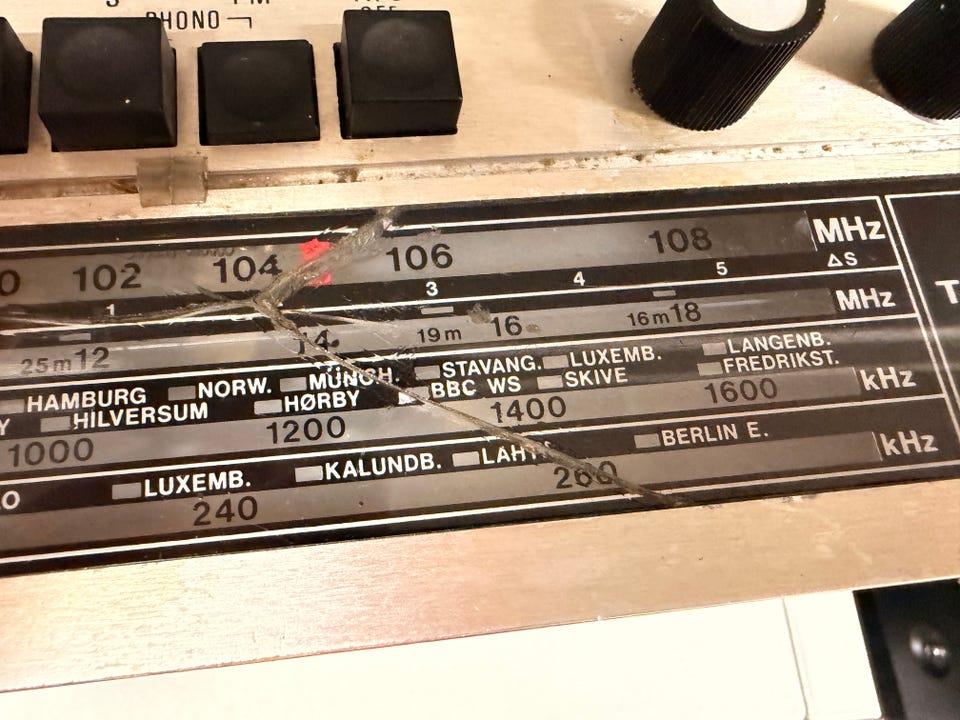 PHONO
OFF
102 104 106 108 MHz
1 3 4 5 ΔS
25m 12 14 19m 16 16m 18 MHz
HAMBURG NORW. MÜNCH. STAVANG. LUXEMB. LANGENB.
Y HILVERSUM HØRBY BBC WS SKIVE FREDRIKST.
1000 1200 1400 1600 kHz
LUXEMB. KALUNDB. LAHTI BERLIN E.
240 260 kHz